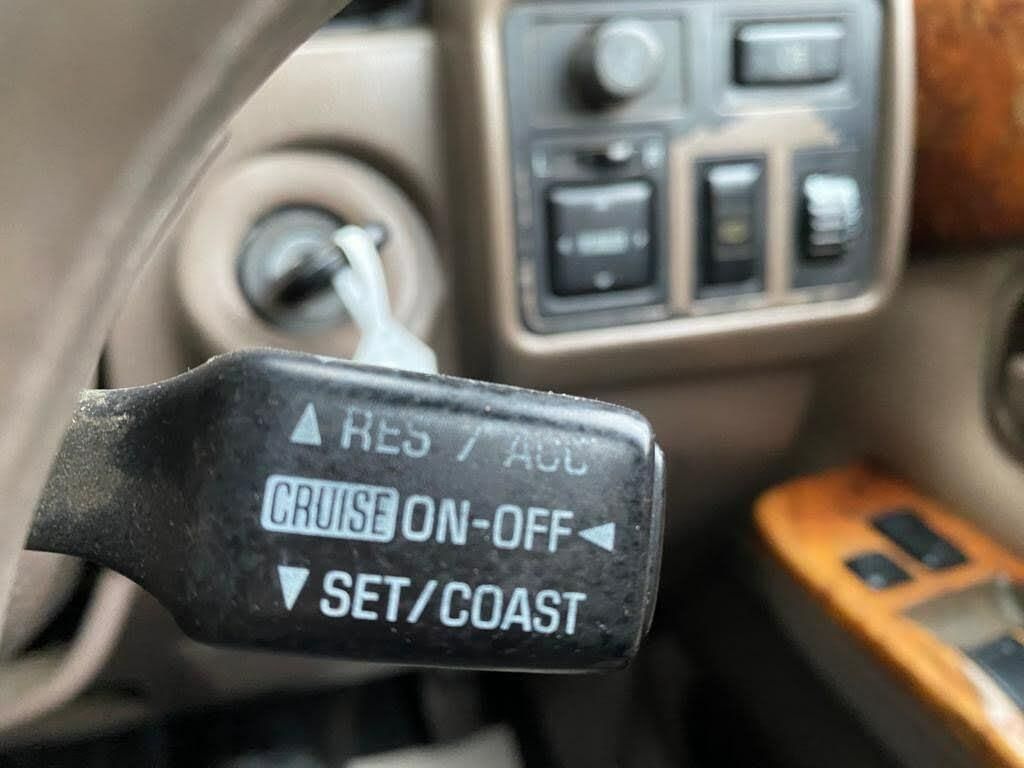 ▲ RES / ACC
CRUISE ON-OFF ◀
▼ SET/COAST